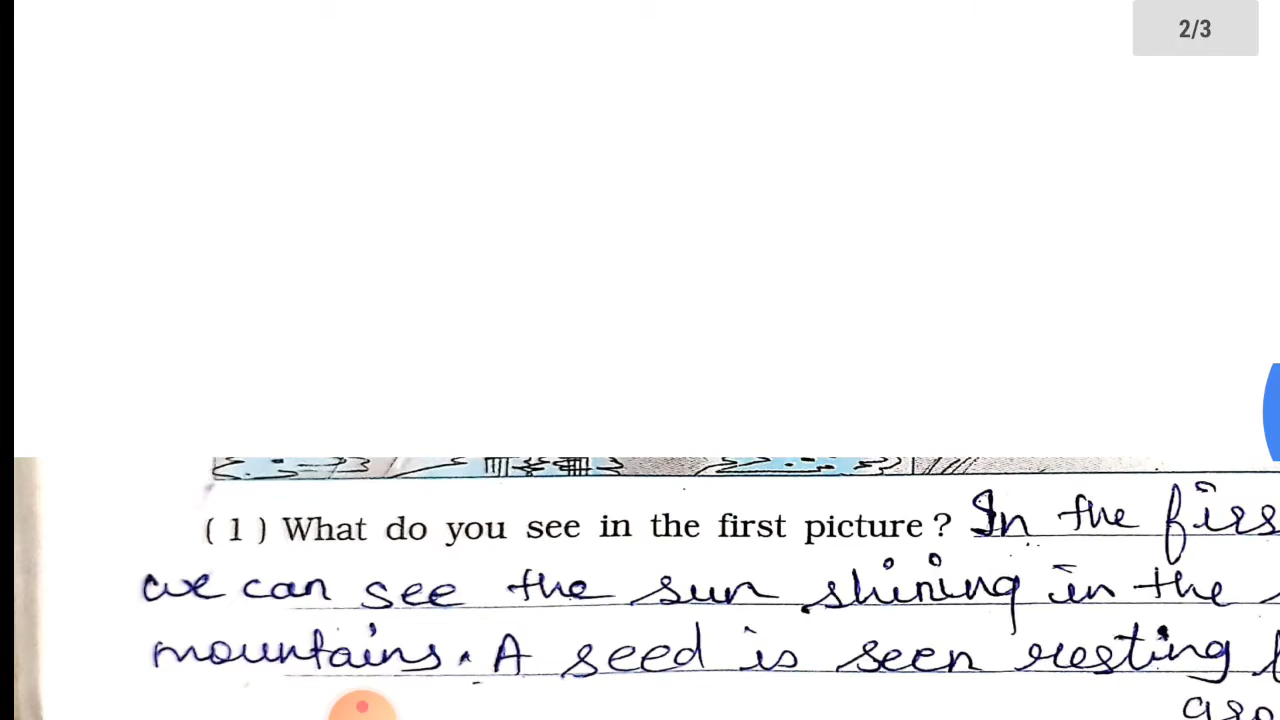 2/3
(1) What do you see in the first picture? In the
we can see the sun shining in the
mountains. A seed is seen resting